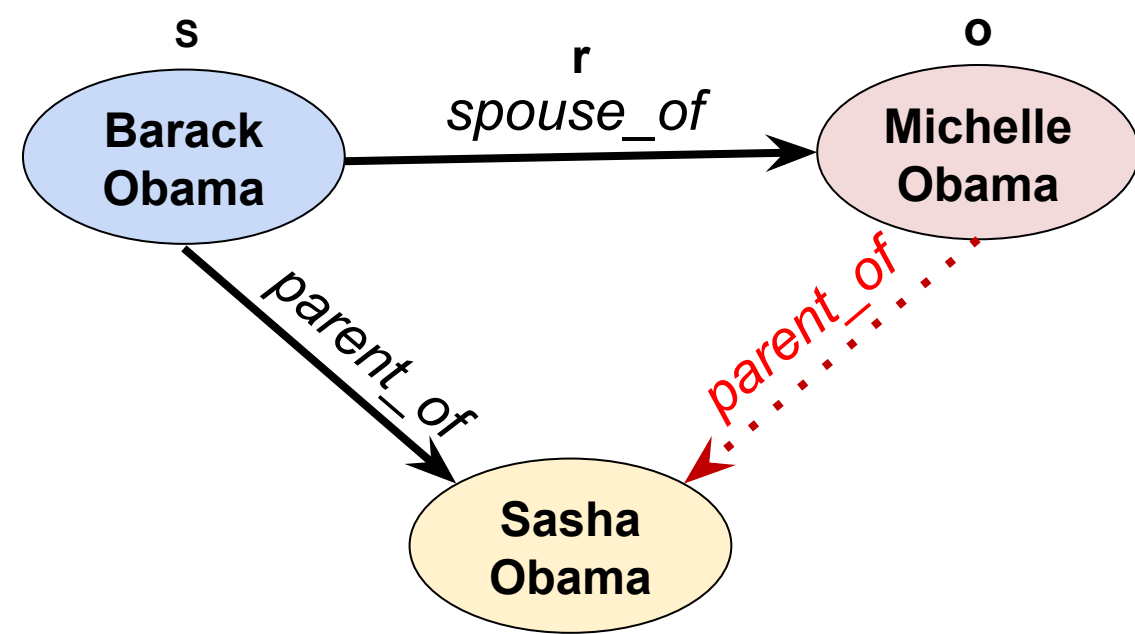 s
r
o
spouse_of
Barack
Obama
Michelle
Obama
parent_of
parent_of
Sasha
Obama